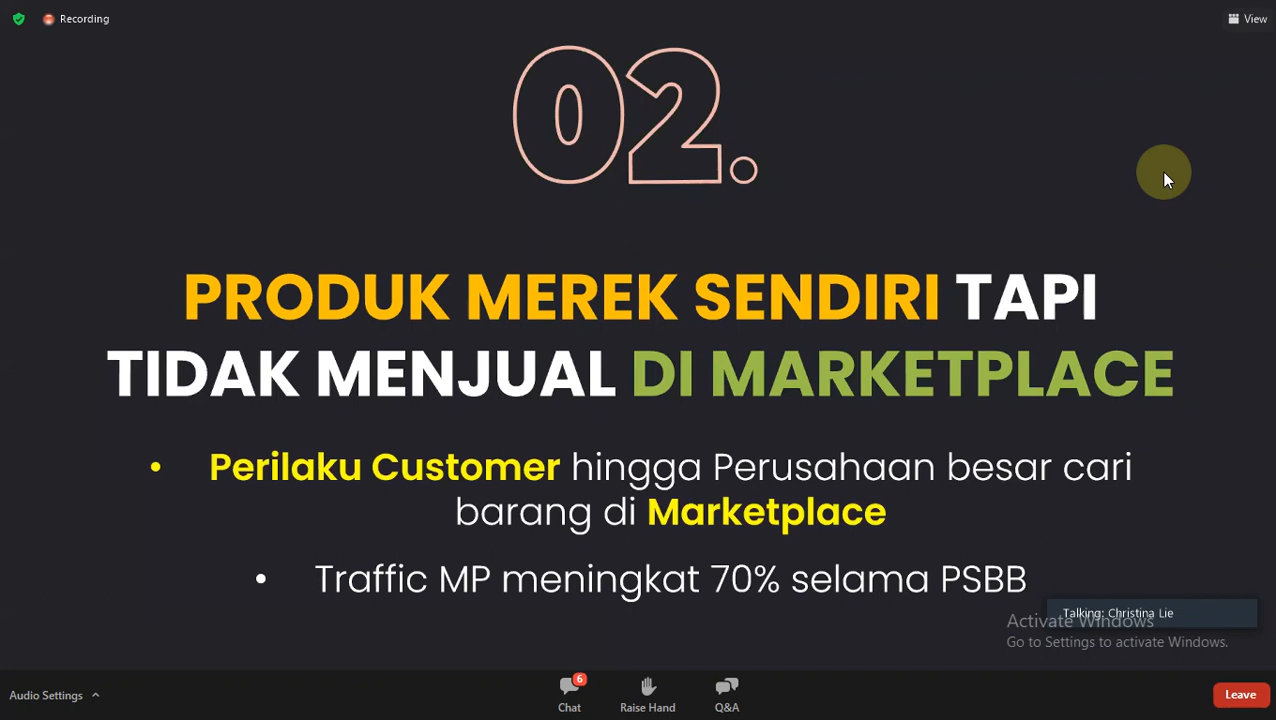 Recording
View
02.
PRODUK MEREK SENDIRI TAPI
TIDAK MENJUAL DI MARKETPLACE
• Perilaku Customer hingga Perusahaan besar cari
barang di Marketplace
• Traffic MP meningkat 70% selama PSBB
Talking: Christina Lie
Activate Windows
Go to Settings to activate Windows.
Audio Settings
6
Chat
Raise Hand
Q&A
Leave